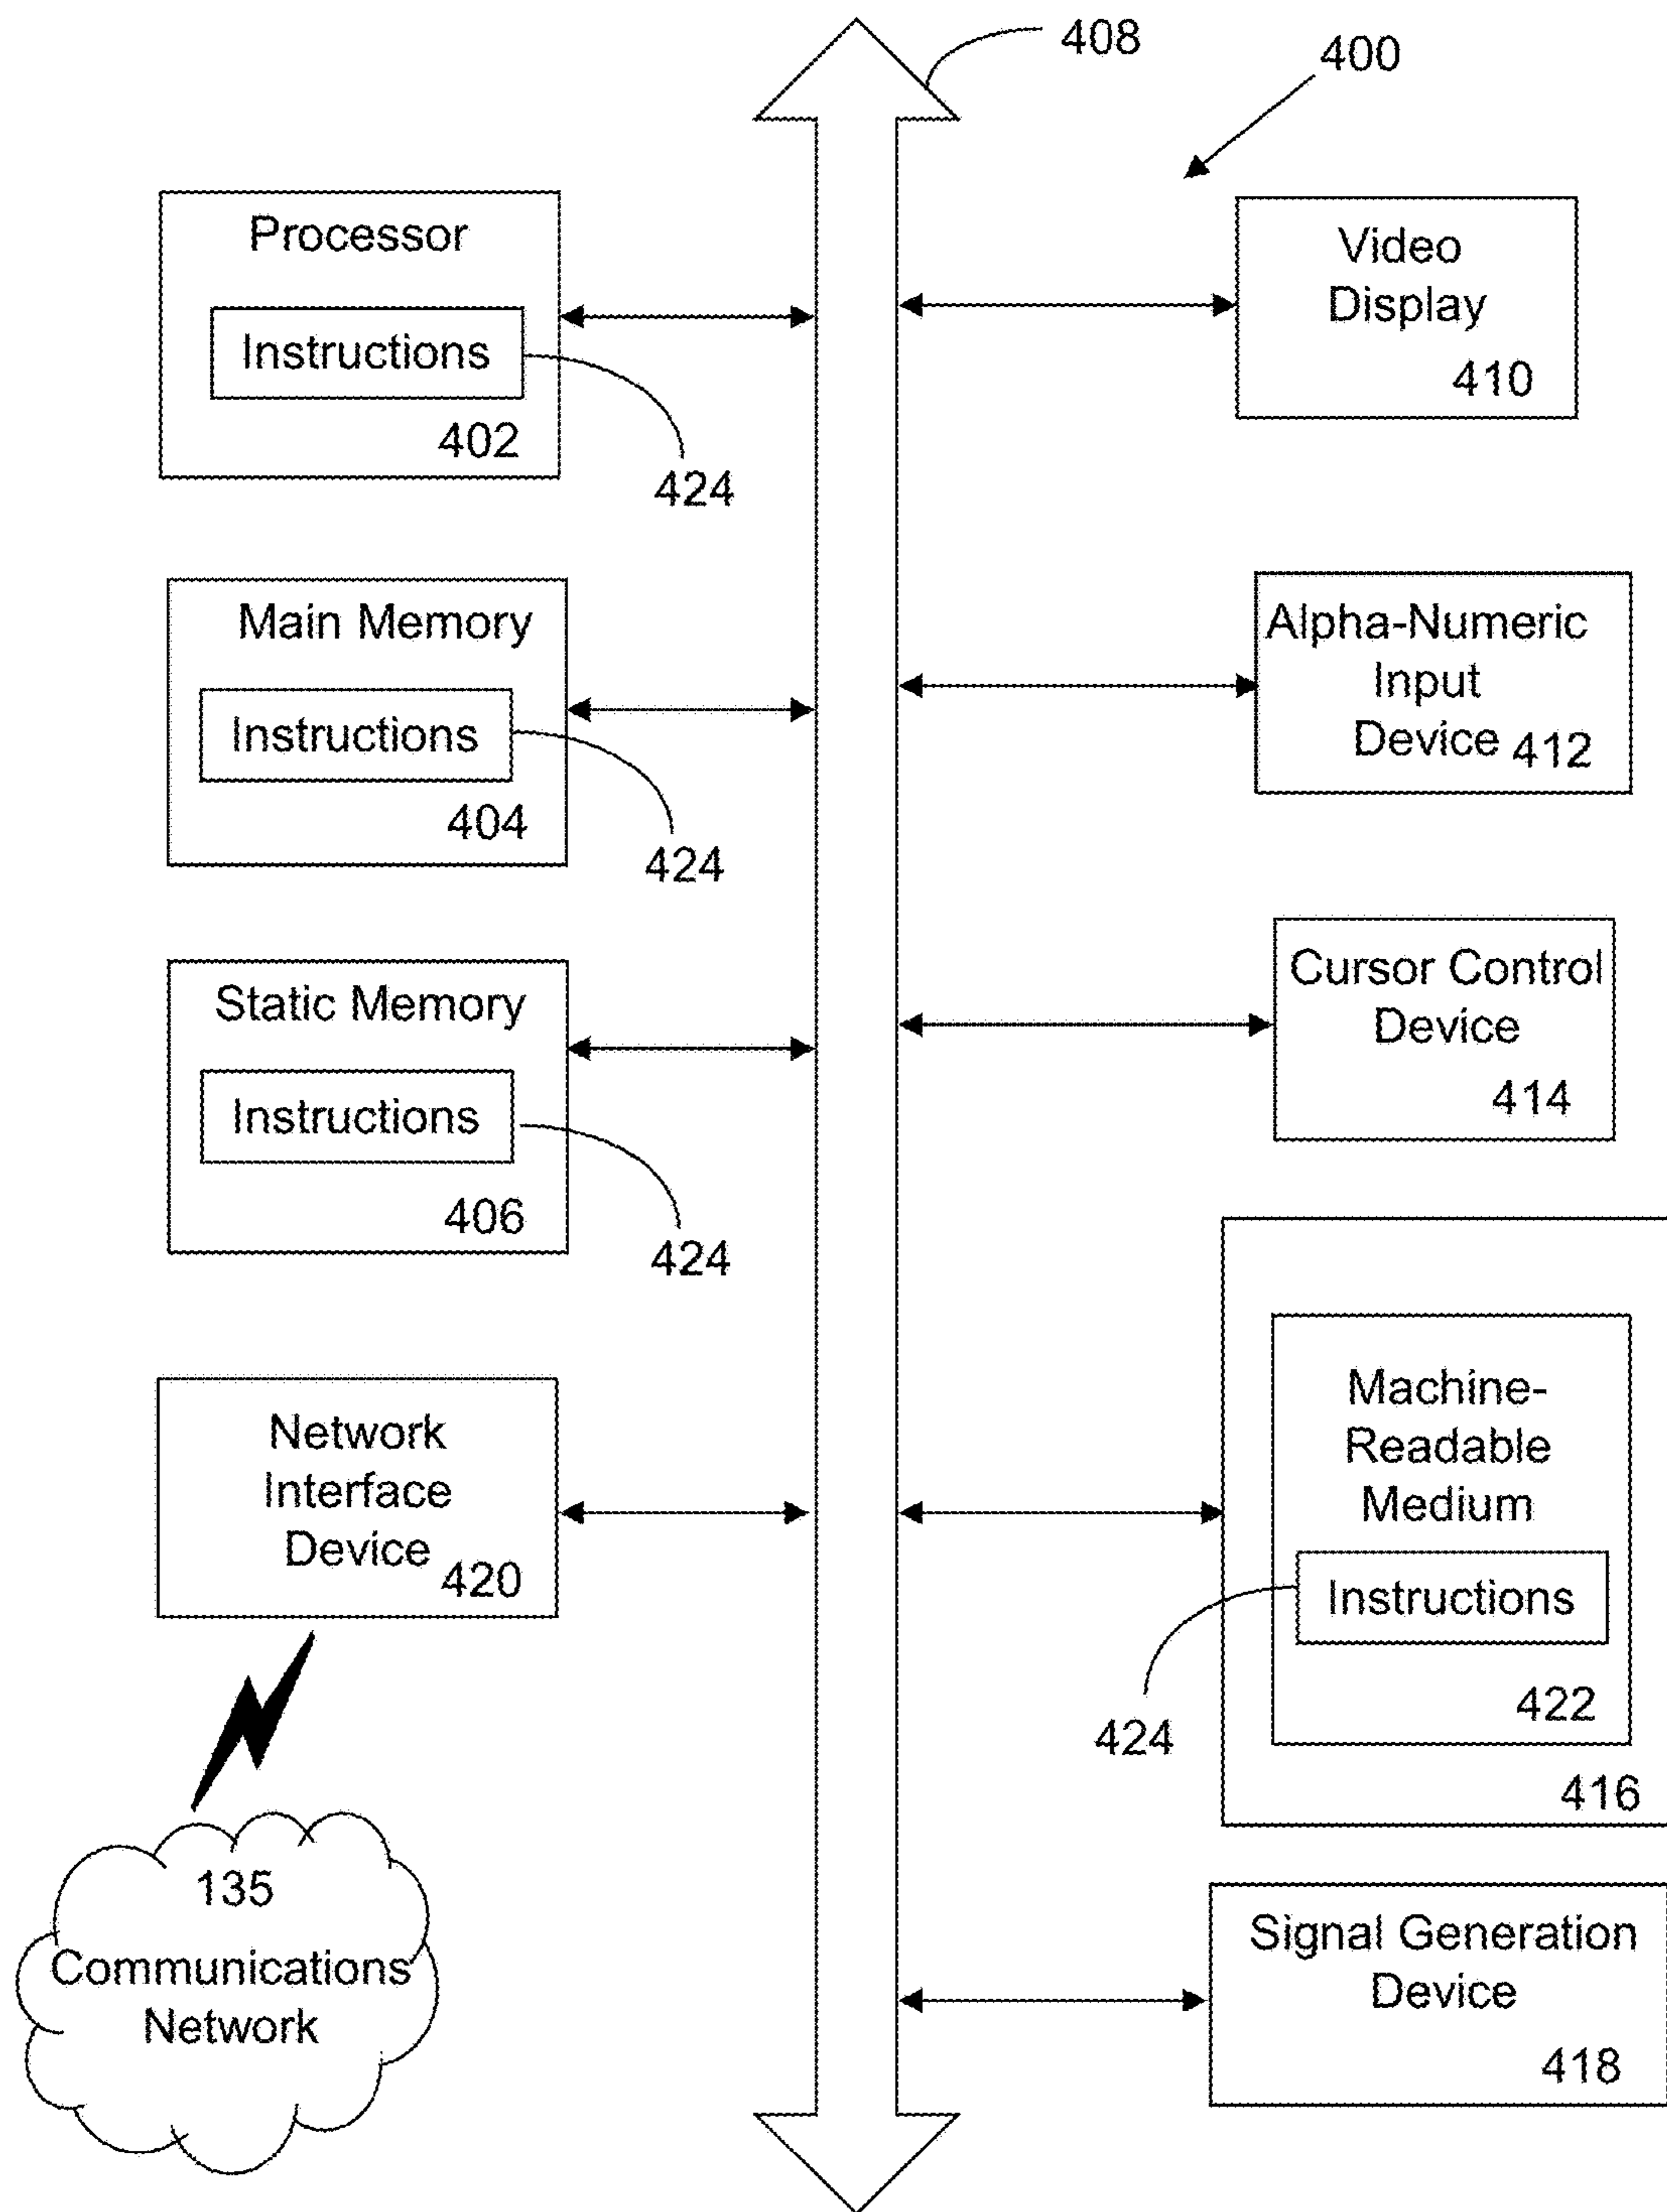 408
400
Processor
Instructions
402
424
Video
Display
410
Main Memory
Instructions
404
424
Alpha-Numeric
Input
Device 412
Static Memory
Instructions
406
424
Cursor Control
Device
414
Network
Interface
Device
420
Machine-
Readable
Medium
Instructions
422
424
416
135
Communications
Network
Signal Generation
Device
418